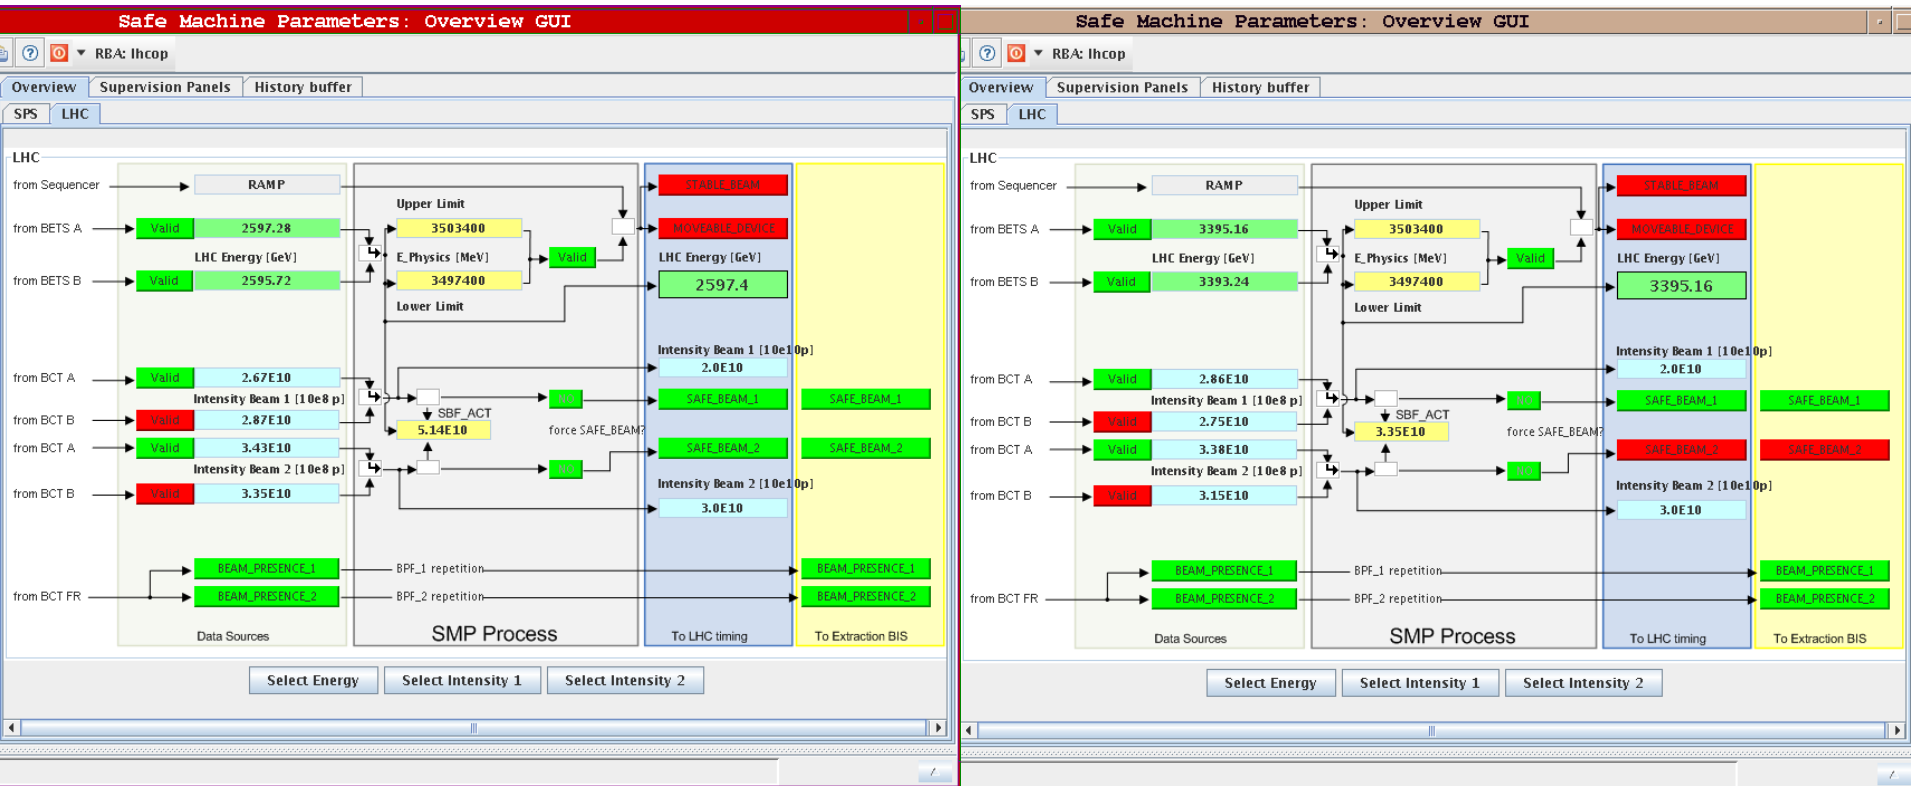 Safe Machine Parameters: Overview GUI
RBA: lhcop
Overview Supervision Panels History buffer
SPS LHC
LHC
from Sequencer RAMP STABLE_BEAM
Upper Limit
from BETS A Valid 2597.28 3503400 MOVEABLE_DEVICE
LHC Energy [GeV] E_Physics [MeV] Valid LHC Energy [GeV]
from BETS B Valid 2595.72 3497400 2597.4
Lower Limit
Intensity Beam 1 [10e10p]
2.0E10
from BCT A Valid 2.67E10
Intensity Beam 1 [10e8 p] SAFE_BEAM_1 SAFE_BEAM_1
SBF_ACT
from BCT B Valid 2.87E10 5.14E10 force SAFE_BEAM?
from BCT A Valid 3.43E10 SAFE_BEAM_2 SAFE_BEAM_2
Intensity Beam 2 [10e8 p]
Intensity Beam 2 [10e10p]
from BCT B Valid 3.35E10
3.0E10
BEAM_PRESENCE_1 BPF_1 repetition BEAM_PRESENCE_1
from BCT FR BEAM_PRESENCE_2 BPF_2 repetition BEAM_PRESENCE_2
Data Sources SMP Process To LHC timing To Extraction BIS
Select Energy Select Intensity 1 Select Intensity 2
Safe Machine Parameters: Overview GUI
RBA: lhcop
Overview Supervision Panels History buffer
SPS LHC
LHC
from Sequencer RAMP STABLE_BEAM
Upper Limit
from BETS A Valid 3395.16 3503400 MOVEABLE_DEVICE
LHC Energy [GeV] E_Physics [MeV] Valid LHC Energy [GeV]
from BETS B Valid 3393.24 3497400 3395.16
Lower Limit
Intensity Beam 1 [10e10p]
2.0E10
from BCT A Valid 2.86E10
Intensity Beam 1 [10e8 p] SAFE_BEAM_1 SAFE_BEAM_1
SBF_ACT
from BCT B Valid 2.75E10 3.35E10 force SAFE_BEAM?
from BCT A Valid 3.38E10 SAFE_BEAM_2 SAFE_BEAM_2
Intensity Beam 2 [10e8 p]
Intensity Beam 2 [10e10p]
from BCT B Valid 3.15E10
3.0E10
BEAM_PRESENCE_1 BPF_1 repetition BEAM_PRESENCE_1
from BCT FR BEAM_PRESENCE_2 BPF_2 repetition BEAM_PRESENCE_2
Data Sources SMP Process To LHC timing To Extraction BIS
Select Energy Select Intensity 1 Select Intensity 2